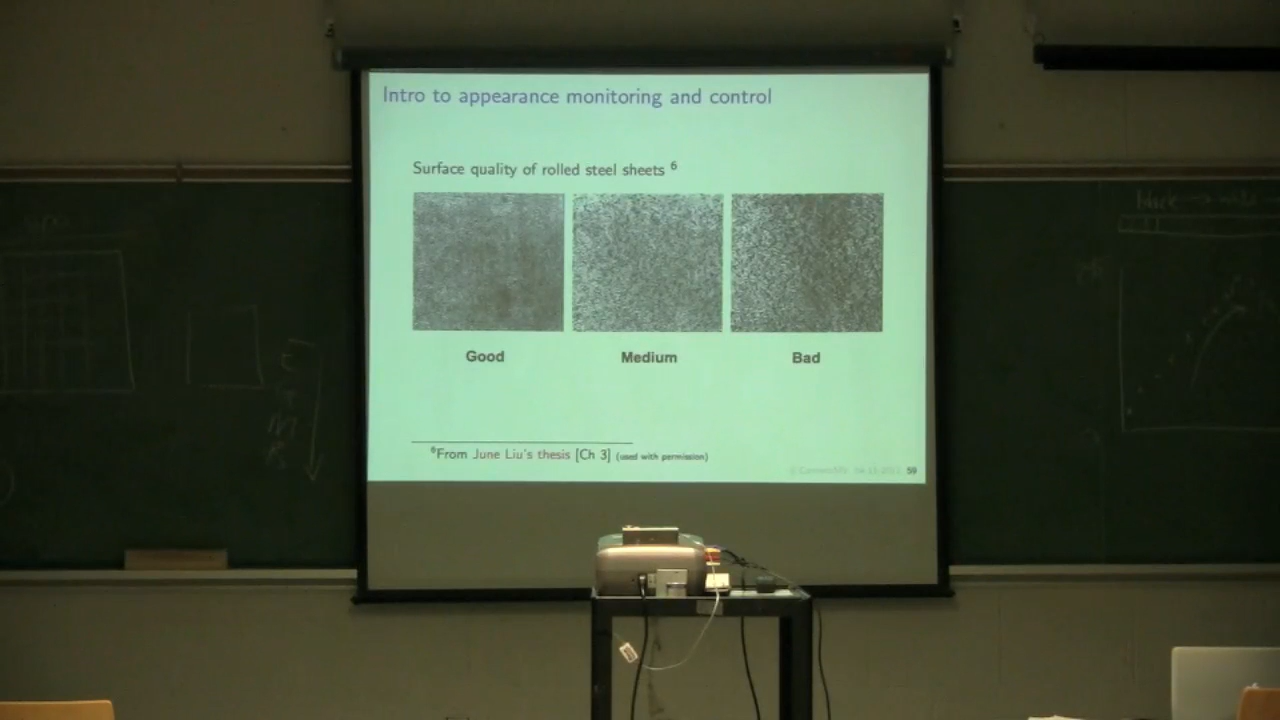 Intro to appearance monitoring and control
Surface quality of rolled steel sheets 6
Good Medium Bad
6From June Liu's thesis [Ch 3] (used with permission)
59